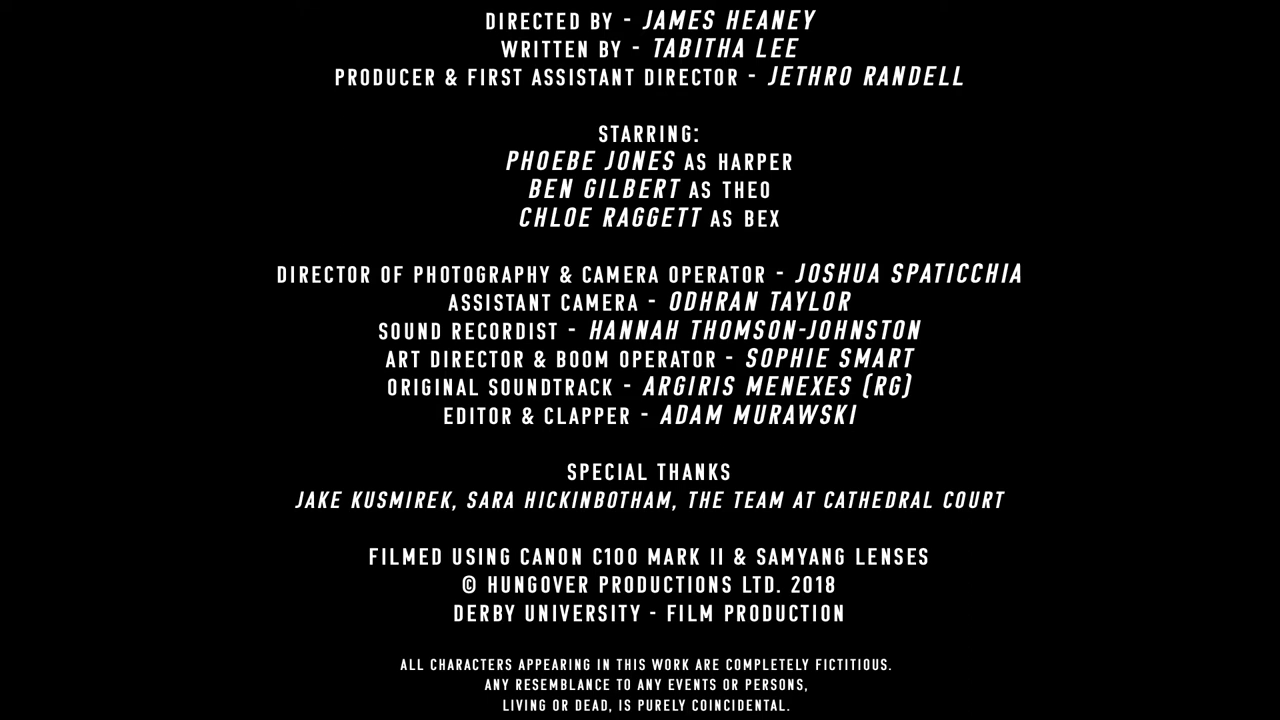 DIRECTED BY - JAMES HEANEY
WRITTEN BY - TABITHA LEE
PRODUCER & FIRST ASSISTANT DIRECTOR - JETHRO RANDELL
STARRING:
PHOEBE JONES AS HARPER
BEN GILBERT AS THEO
CHLOE RAGGETT AS BEX
DIRECTOR OF PHOTOGRAPHY & CAMERA OPERATOR - JOSHUA SPATICCHIA
ASSISTANT CAMERA - ODHRAN TAYLOR
SOUND RECORDIST - HANNAH THOMSON-JOHNSTON
ART DIRECTOR & BOOM OPERATOR - SOPHIE SMART
ORIGINAL SOUNDTRACK - ARGIRIS MENEXES (RG)
EDITOR & CLAPPER - ADAM MURAWSKI
SPECIAL THANKS
JAKE KUSMIREK, SARA HICKINBOTHAM, THE TEAM AT CATHEDRAL COURT
FILMED USING CANON C100 MARK II & SAMYANG LENSES
© HUNGOVER PRODUCTIONS LTD. 2018
DERBY UNIVERSITY - FILM PRODUCTION
ALL CHARACTERS APPEARING IN THIS WORK ARE COMPLETELY FICTITIOUS.
ANY RESEMBLANCE TO ANY EVENTS OR PERSONS,
LIVING OR DEAD, IS PURELY COINCIDENTAL.